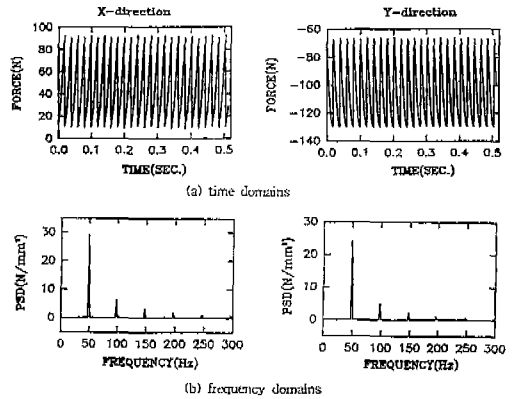 X-direction
Y-direction
FORCE(N)
100
80
60
40
20
0
0.0 0.1 0.2 0.3 0.4 0.5
TIME(SEC.)
FORCE(N)
-60
-80
-100
-120
-140
0.0 0.1 0.2 0.3 0.4 0.5
TIME(SEC.)
(a) time domains
PSD(N/mm²)
30
20
10
0
0 50 100 150 200 250 300
FREQUENCY(Hz)
PSD(N/mm²)
30
20
10
0
0 50 100 150 200 250 300
FREQUENCY(Hz)
(b) frequency domains